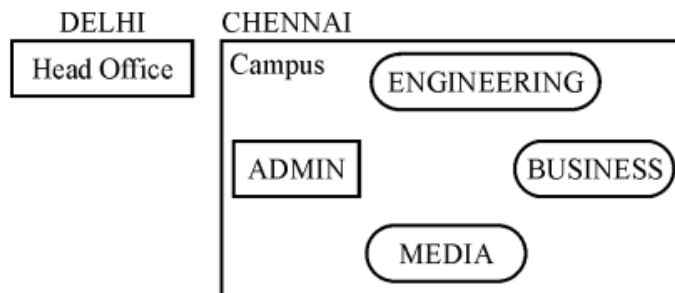 DELHI
CHENNAI
Head Office
Campus
ENGINEERING
ADMIN
BUSINESS
MEDIA